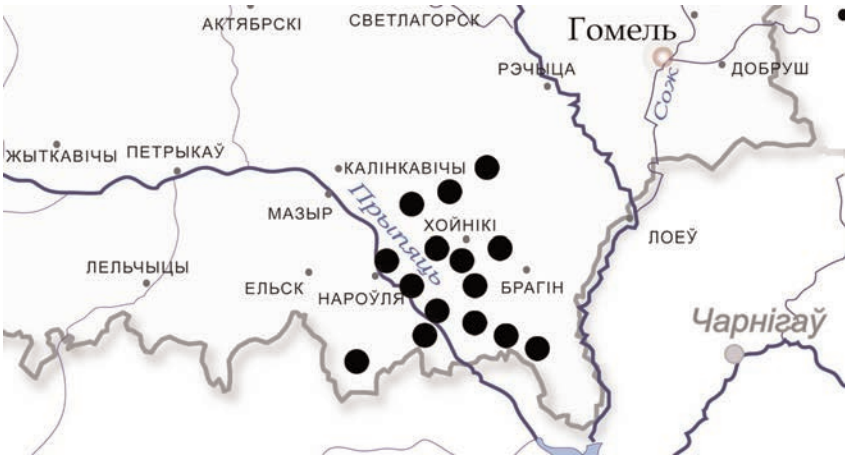 СВЕТЛАГОРСК
АКТЯБРСКІ
Гомель
РЭЧЫЦА
ДОБРУШ
Сож
ЖЫТКАВІЧЫ
ПЕТРЫКАЎ
КАЛІНКАВІЧЫ
МАЗЫР
Прыпяць
ХОЙНІКІ
ЛОЕЎ
ЛЕЛЬЧЫЦЫ
ЕЛЬСК
НАРОЎЛЯ
БРАГІН
Чарнігаў